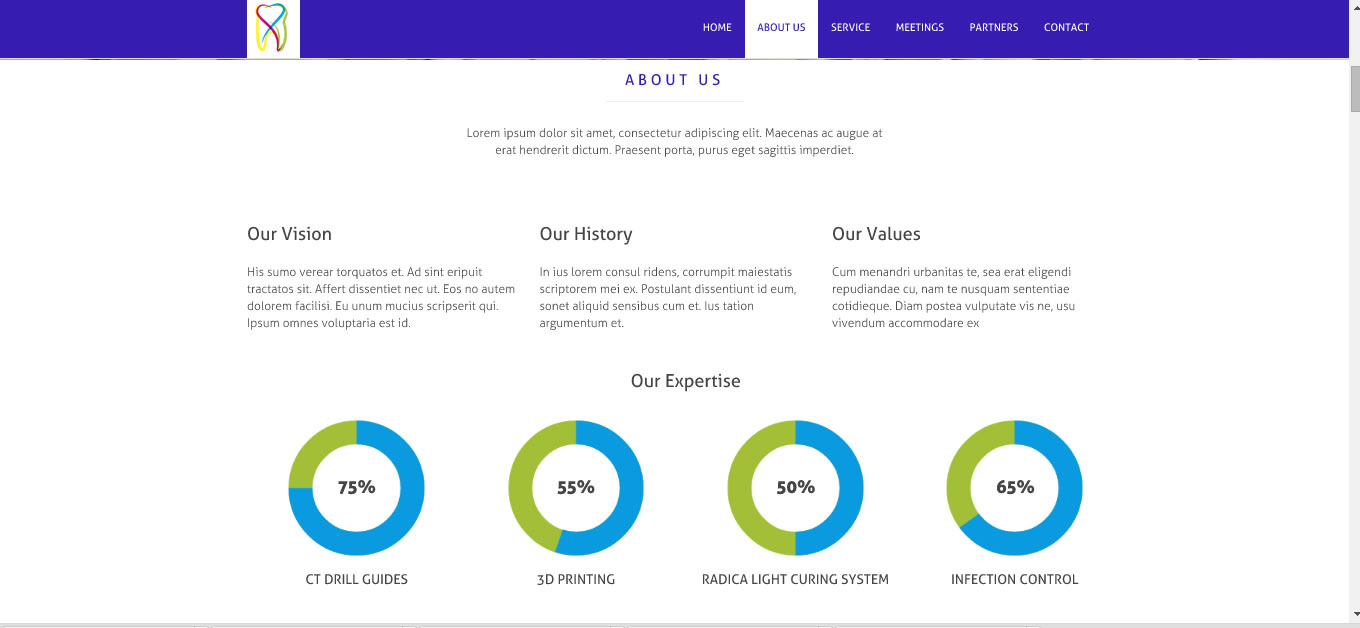 HOME ABOUT US SERVICE MEETINGS PARTNERS CONTACT
ABOUT US
Lorem ipsum dolor sit amet, consectetur adipiscing elit. Maecenas ac augue at
erat hendrerit dictum. Praesent porta, purus eget sagittis imperdiet.
Our Vision
His sumo verear torquatos et. Ad sint eripuit
tractatos sit. Affert dissentiet nec ut. Eos no autem
dolorem facilisi. Eu unum mucius scripserit qui.
Ipsum omnes voluptaria est id.
Our History
In ius lorem consul ridens, corrumpit maiestatis
scriptorem mei ex. Postulant dissentiunt id eum,
sonet aliquid sensibus cum et. Ius tation
argumentum et.
Our Values
Cum menandri urbanitas te, sea erat eligendi
repudiandae cu, nam te nusquam sententiae
cotidieque. Diam postea vulputate vis ne, usu
vivendum accommodare ex
Our Expertise
75%
CT DRILL GUIDES
55%
3D PRINTING
50%
RADICA LIGHT CURING SYSTEM
65%
INFECTION CONTROL